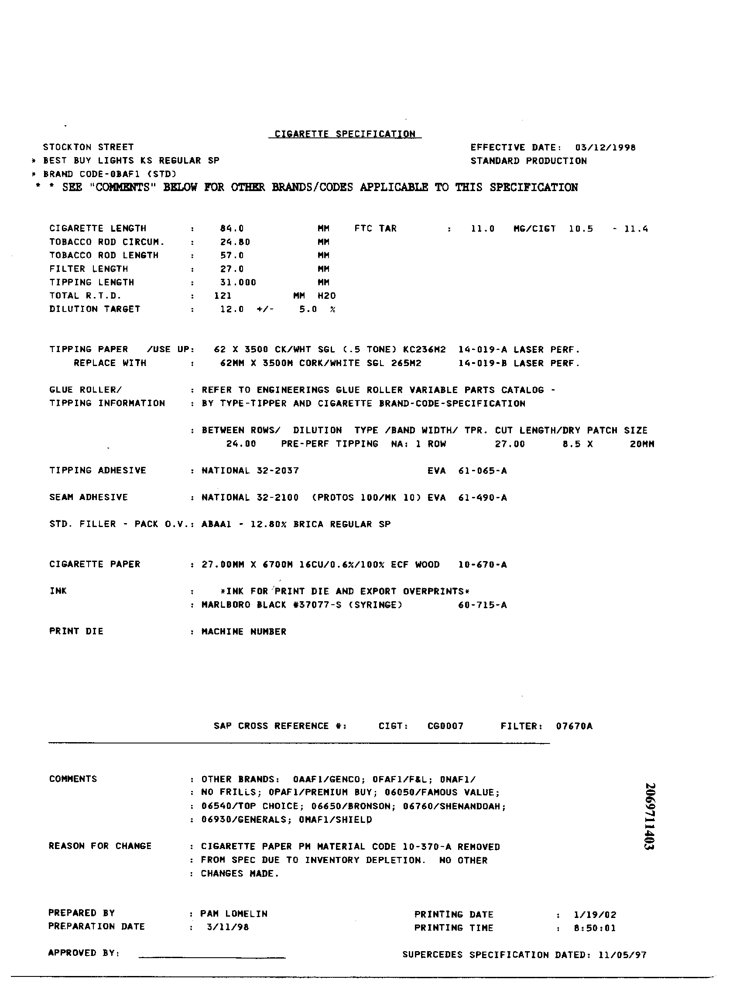 CIGARETTE SPECIFICATION
STOCKTON STREET EFFECTIVE DATE: 03/12/1998
* BEST BUY LIGHTS KS REGULAR SP STANDARD PRODUCTION
* BRAND CODE-0BAF1 (STD)
* * SEE "COMMENTS" BELOW FOR OTHER BRANDS/CODES APPLICABLE TO THIS SPECIFICATION
CIGARETTE LENGTH : 84.0 MM FTC TAR : 11.0 MG/CIGT 10.5 - 11.4
TOBACCO ROD CIRCUM. : 24.80 MM
TOBACCO ROD LENGTH : 57.0 MM
FILTER LENGTH : 27.0 MM
TIPPING LENGTH : 31.000 MM
TOTAL R.T.D. : 121 MM H2O
DILUTION TARGET : 12.0 +/- 5.0 %
TIPPING PAPER /USE UP: 62 X 3500 CK/WHT SGL (.5 TONE) KC236M2 14-019-A LASER PERF.
REPLACE WITH : 62MM X 3500M CORK/WHITE SGL 265M2 14-019-B LASER PERF.
GLUE ROLLER/ : REFER TO ENGINEERINGS GLUE ROLLER VARIABLE PARTS CATALOG -
TIPPING INFORMATION : BY TYPE-TIPPER AND CIGARETTE BRAND-CODE-SPECIFICATION
: BETWEEN ROWS/ DILUTION TYPE /BAND WIDTH/ TPR. CUT LENGTH/DRY PATCH SIZE
24.00 PRE-PERF TIPPING NA: 1 ROW 27.00 8.5 X 20MM
TIPPING ADHESIVE : NATIONAL 32-2037 EVA 61-065-A
SEAM ADHESIVE : NATIONAL 32-2100 (PROTOS 100/MK 10) EVA 61-490-A
STD. FILLER - PACK O.V.: ABAA1 - 12.80% BRICA REGULAR SP
CIGARETTE PAPER : 27.00MM X 6700M 16CU/0.6%/100% ECF WOOD 10-670-A
INK : *INK FOR PRINT DIE AND EXPORT OVERPRINTS*
: MARLBORO BLACK #37077-S (SYRINGE) 60-715-A
PRINT DIE : MACHINE NUMBER
SAP CROSS REFERENCE #: CIGT: CG0007 FILTER: 07670A
COMMENTS : OTHER BRANDS: 0AAF1/GENCO; 0FAF1/F&L; 0NAF1/
: NO FRILLS; 0PAF1/PREMIUM BUY; 06050/FAMOUS VALUE;
: 06540/TOP CHOICE; 06650/BRONSON; 06760/SHENANDOAH;
: 06930/GENERALS; 0MAF1/SHIELD
REASON FOR CHANGE : CIGARETTE PAPER PM MATERIAL CODE 10-370-A REMOVED
: FROM SPEC DUE TO INVENTORY DEPLETION. NO OTHER
: CHANGES MADE.
2069711403
PREPARED BY : PAM LOMELIN PRINTING DATE : 1/19/02
PREPARATION DATE : 3/11/98 PRINTING TIME : 8:50:01
APPROVED BY: SUPERCEDES SPECIFICATION DATED: 11/05/97